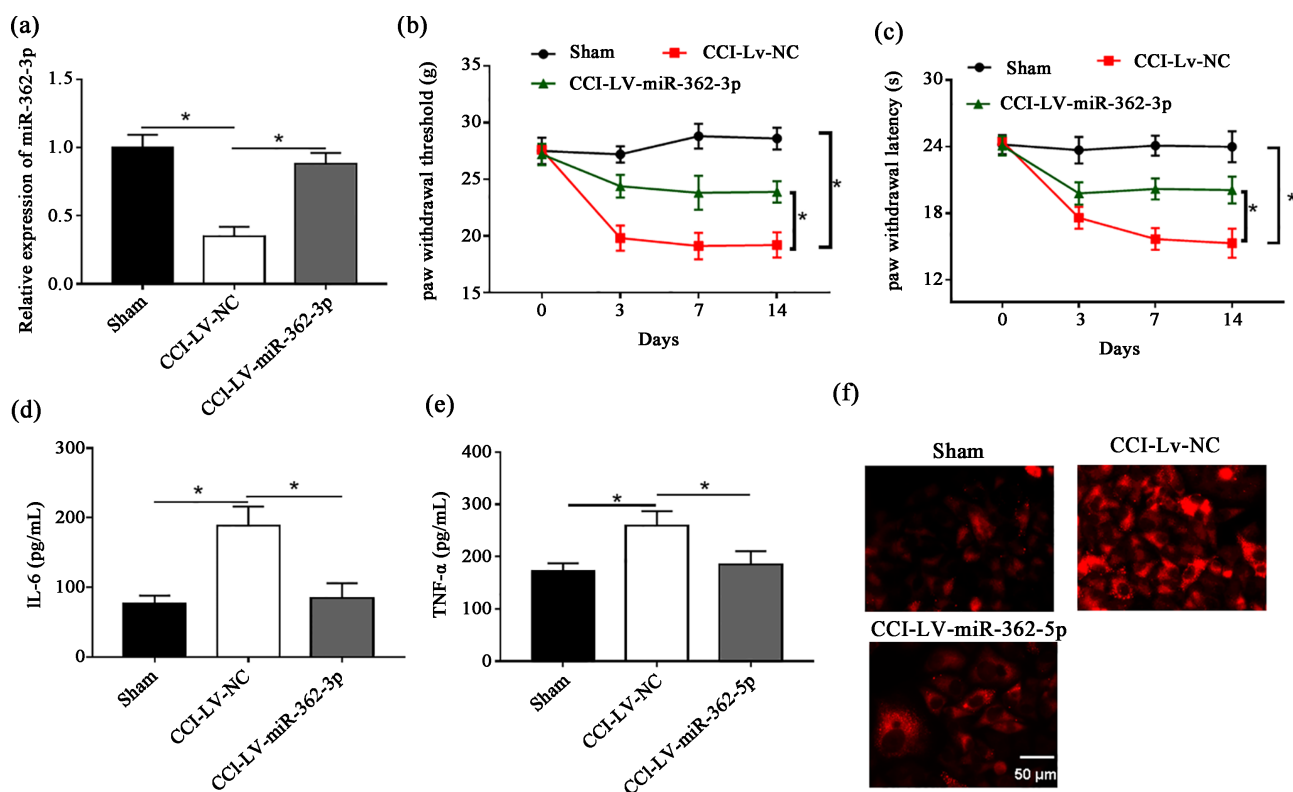 (a)
Relative expression of miR-362-3p
1.5
1.0
0.5
0.0
*
*
Sham
CCI-LV-NC
CCl-LV-miR-362-3p
(b)
Sham
CCI-Lv-NC
CCI-LV-miR-362-3p
paw withdrawal threshold (g)
35
30
25
20
15
*
*
0
3
7
14
Days
(c)
Sham
CCI-Lv-NC
CCI-LV-miR-362-3p
paw withdrawal latency (s)
30
24
18
12
*
*
0
3
7
14
Days
(d)
lL-6 (pg/mL)
300
200
100
0
*
*
Sham
CCI-LV-NC
CCl-LV-miR-362-3p
(e)
TNF-α (pg/mL)
400
300
200
100
0
*
*
Sham
CCI-LV-NC
CCl-LV-miR-362-5p
(f)
Sham
CCI-Lv-NC
CCI-LV-miR-362-5p
50 μm